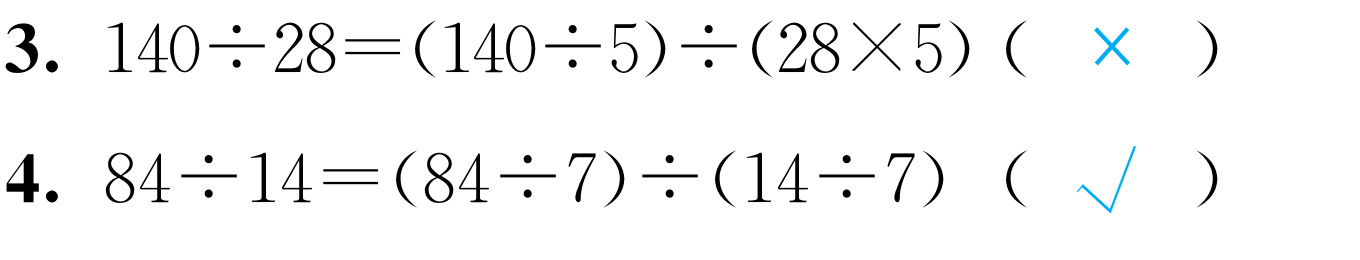 3. 140÷28=(140÷5)÷(28×5) ( × )
4. 84÷14=(84÷7)÷(14÷7) ( √ )